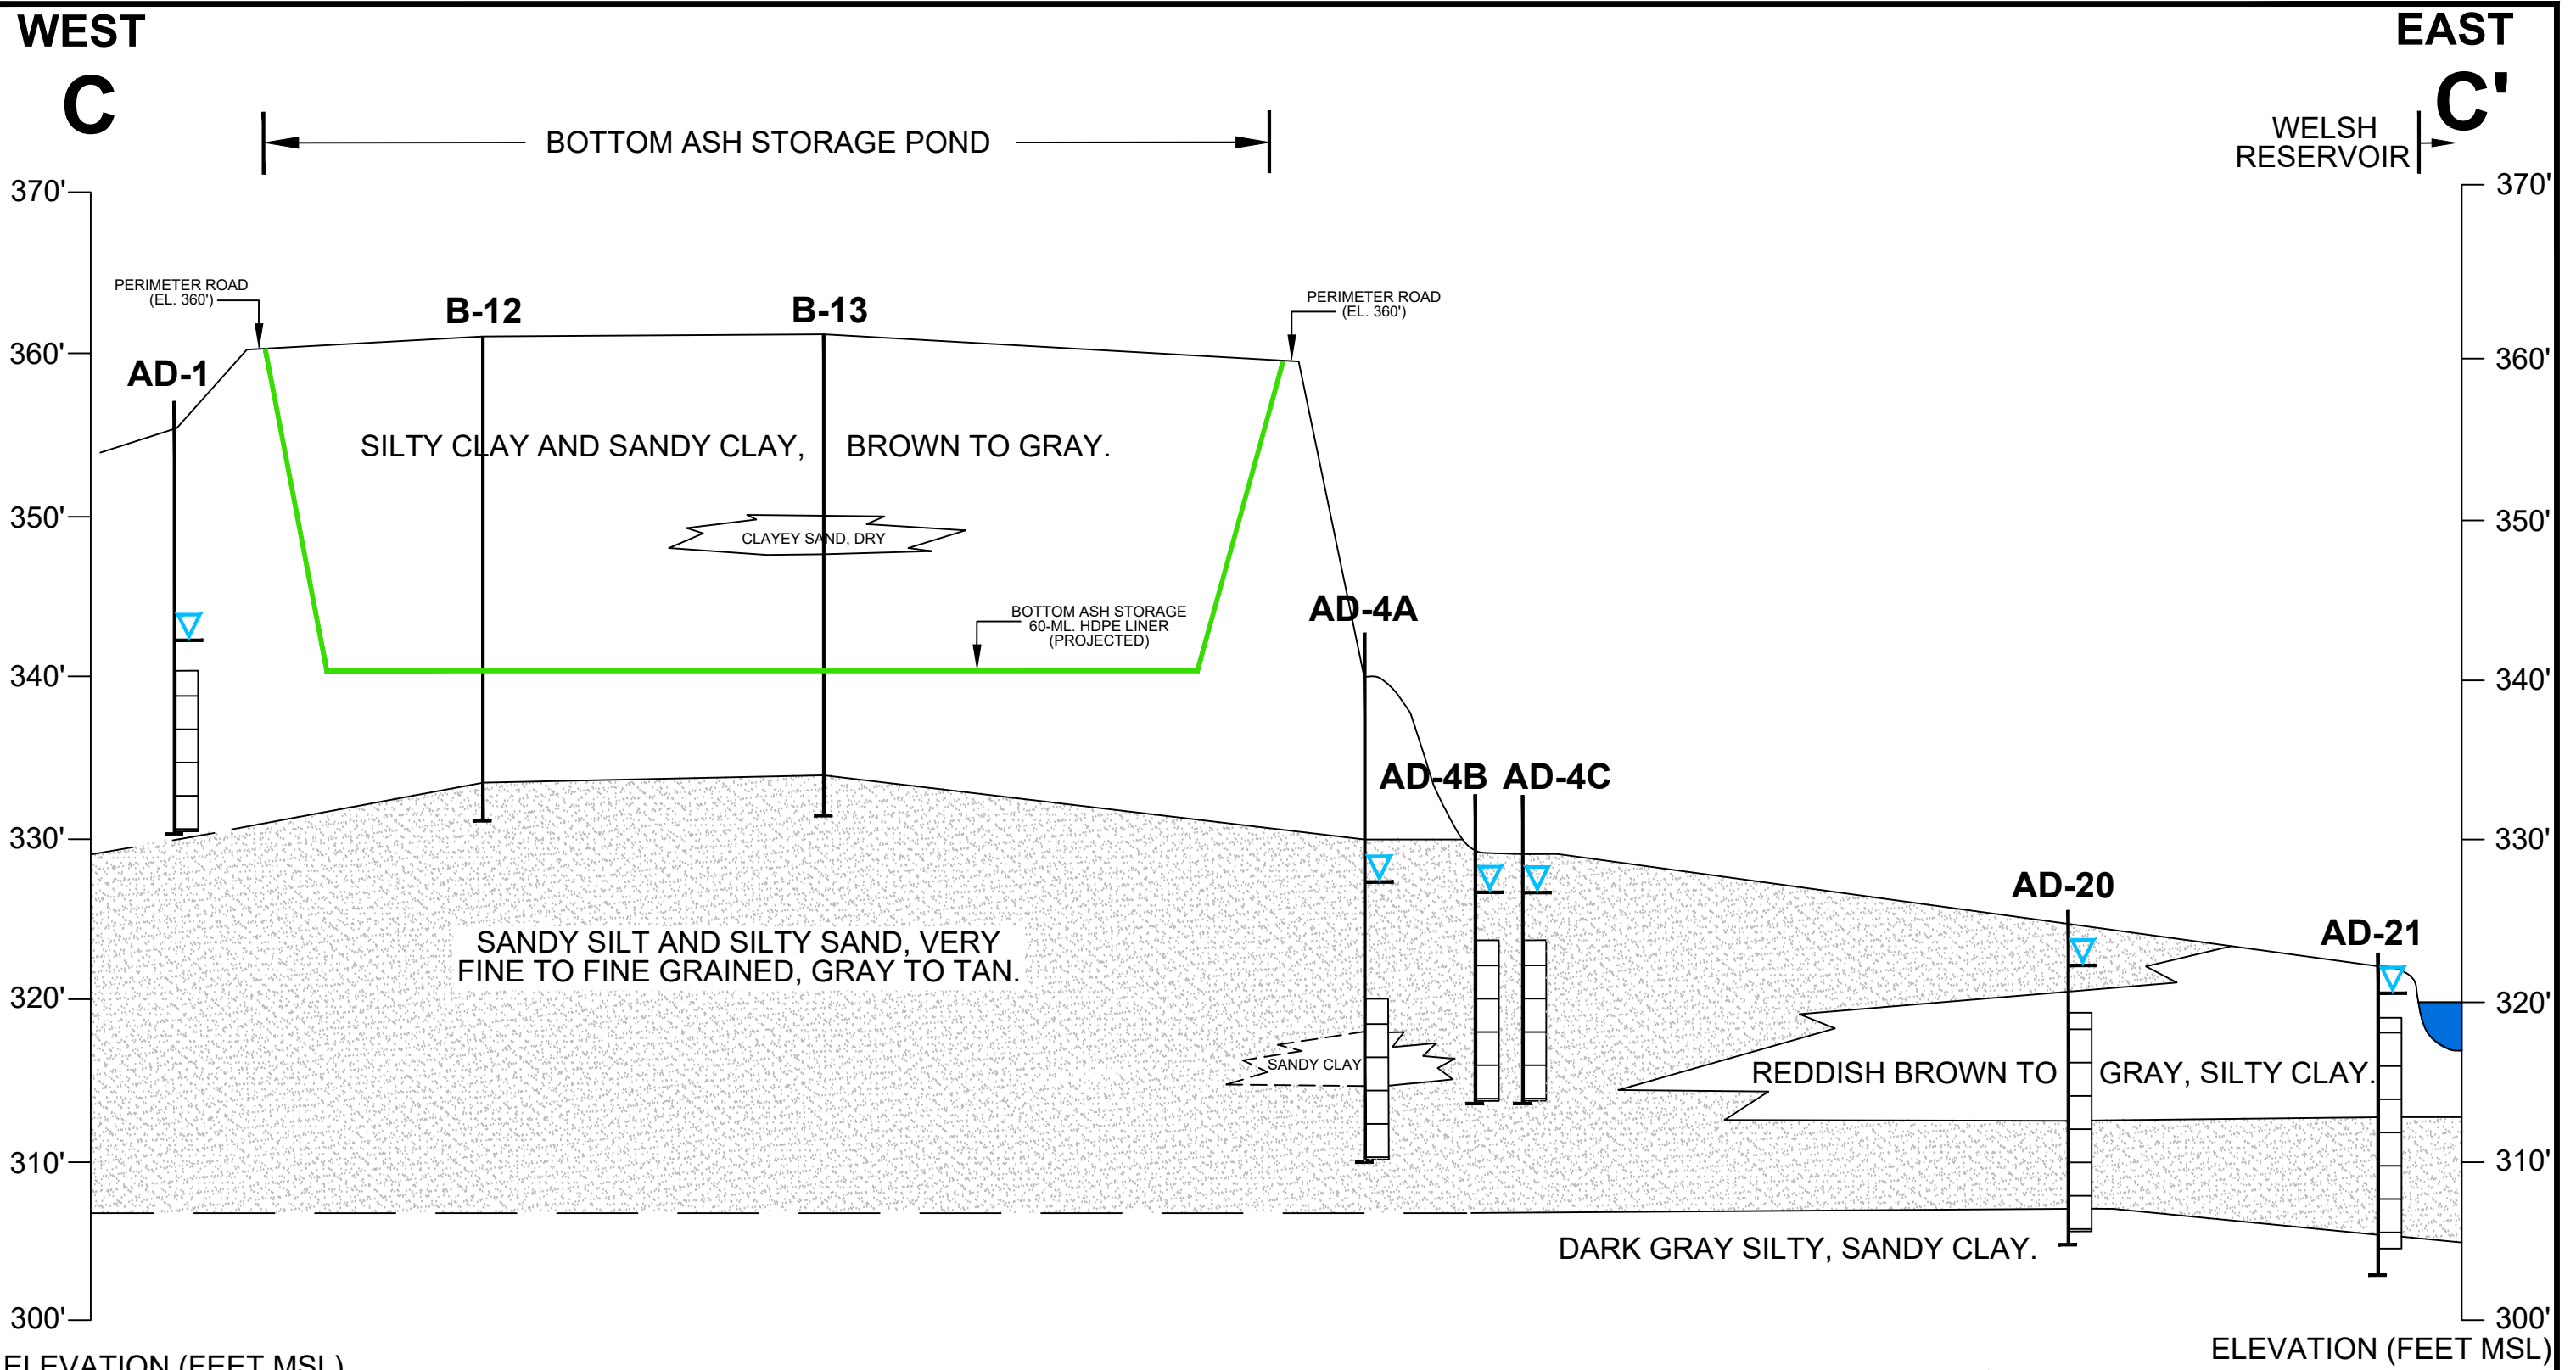 WEST
EAST
C
C'
BOTTOM ASH STORAGE POND
WELSH
RESERVOIR
370'
370'
PERIMETER ROAD
(EL. 360')
B-12
B-13
PERIMETER ROAD
(EL. 360')
360'
360'
AD-1
SILTY CLAY AND SANDY CLAY, BROWN TO GRAY.
350'
350'
CLAYEY SAND, DRY
BOTTOM ASH STORAGE
60-ML. HDPE LINER
(PROJECTED)
AD-4A
340'
340'
AD-4B
AD-4C
330'
330'
AD-20
AD-21
SANDY SILT AND SILTY SAND, VERY
FINE TO FINE GRAINED, GRAY TO TAN.
320'
320'
SANDY CLAY
REDDISH BROWN TO GRAY, SILTY CLAY.
310'
310'
DARK GRAY SILTY, SANDY CLAY.
300'
300'
ELEVATION (FEET MSL)
ELEVATION (FEET MSL)